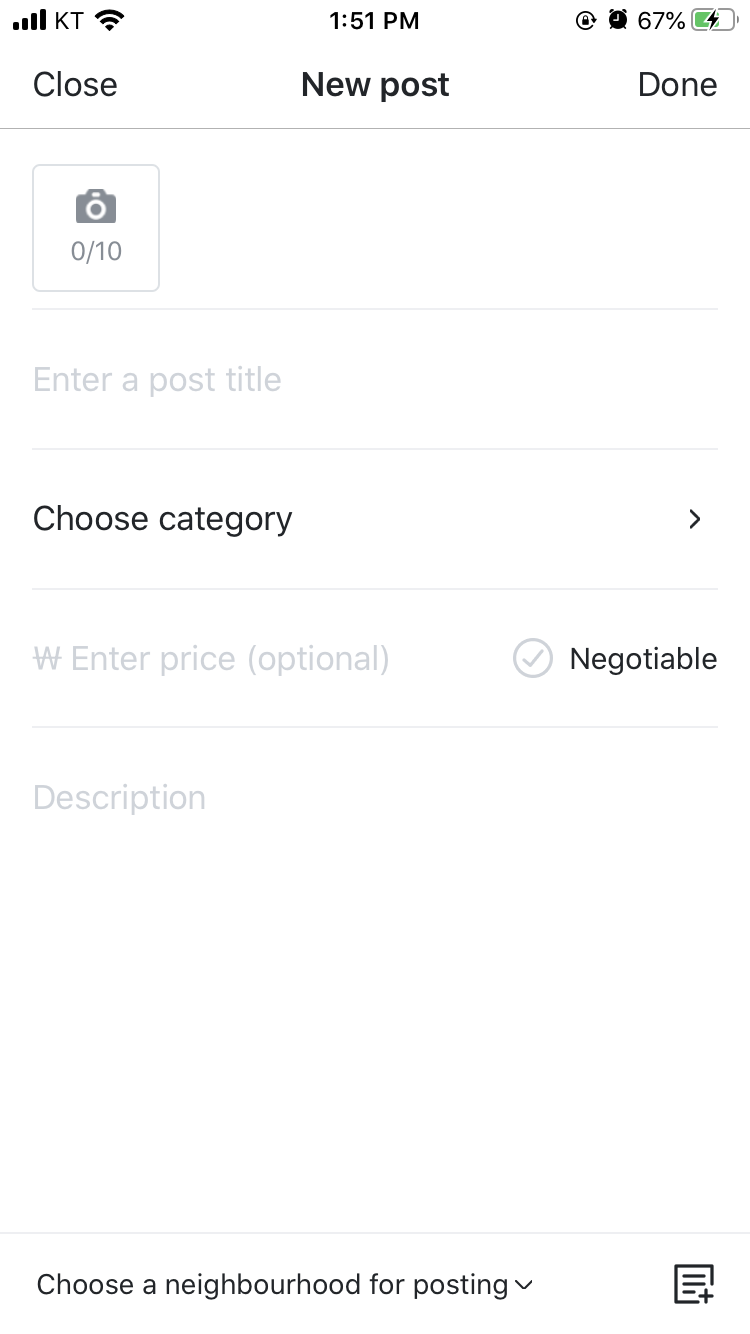 KT 1:51 PM 67%
Close New post Done
0/10
Enter a post title
Choose category
₩ Enter price (optional) Negotiable
Description
Choose a neighbourhood for posting